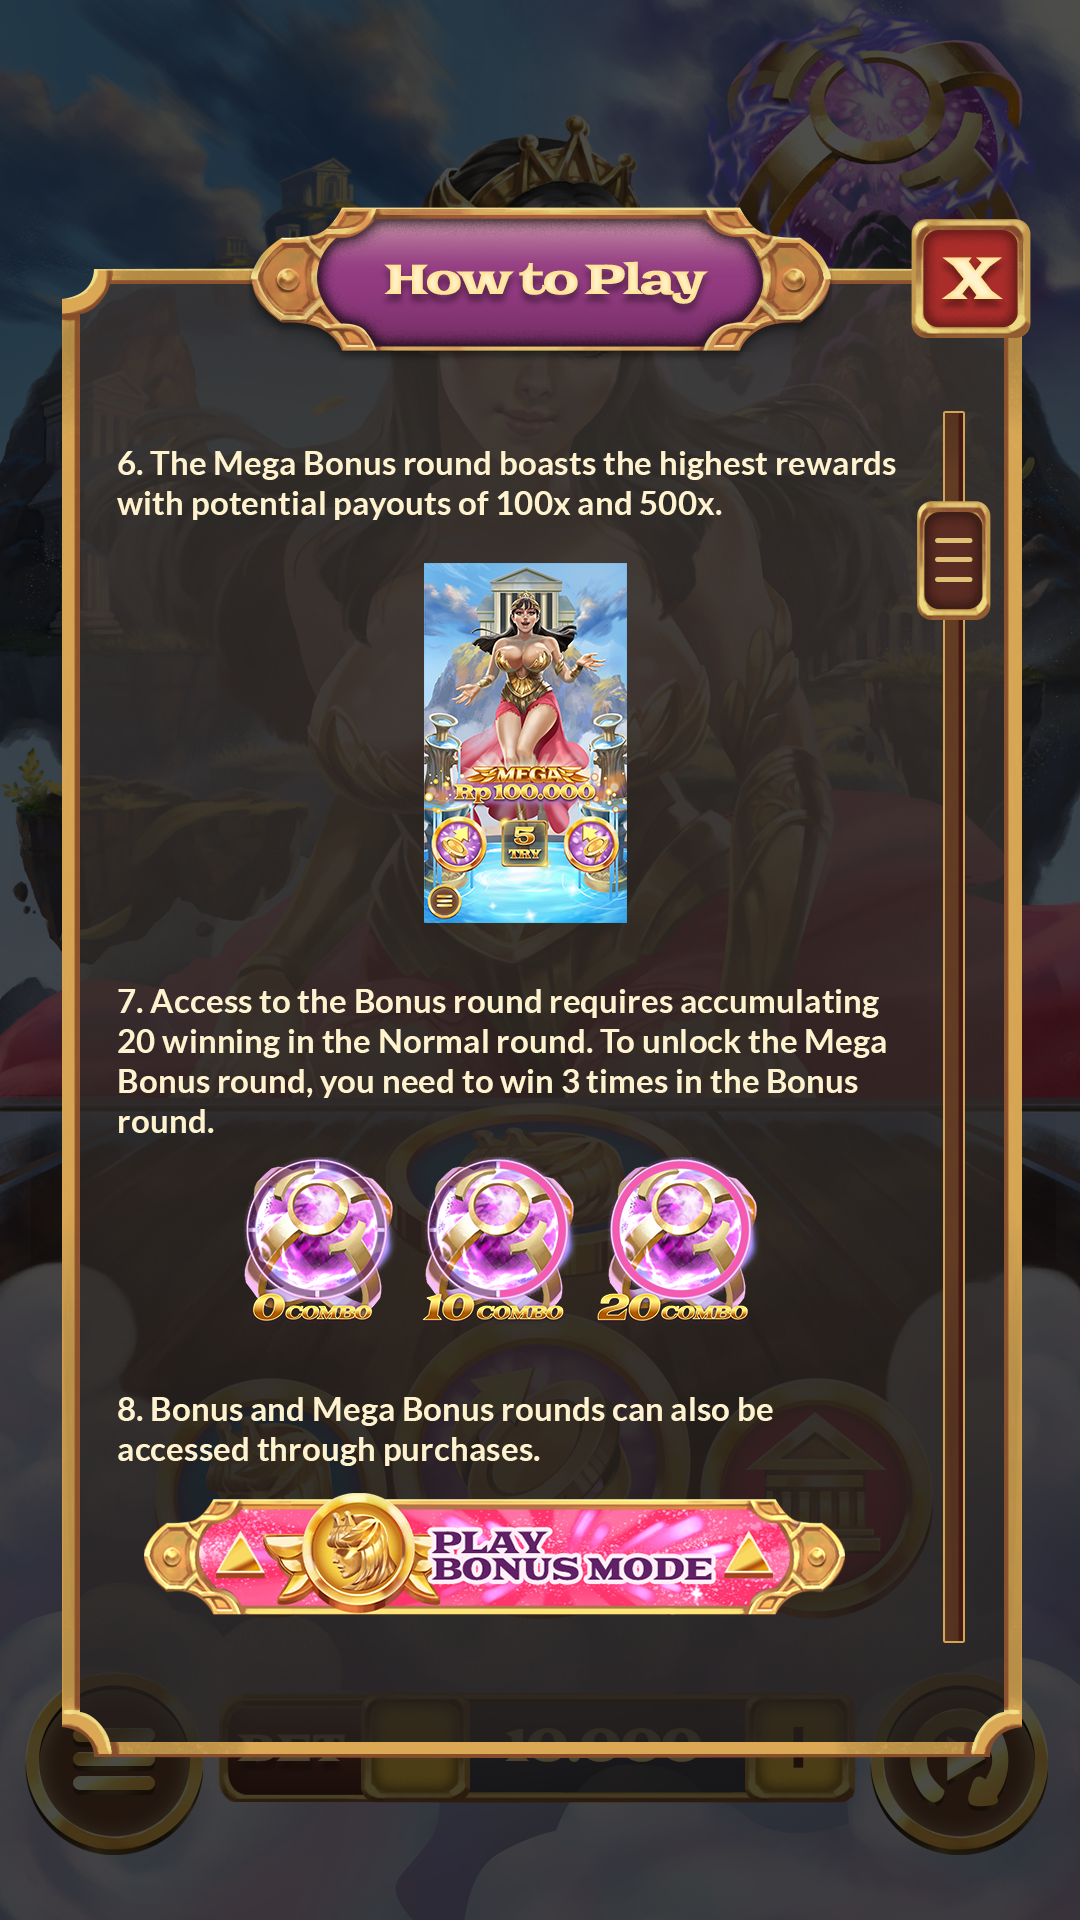 How to Play
X
6. The Mega Bonus round boasts the highest rewards
with potential payouts of 100x and 500x.
MEGA
Rp100.000
5
TRY
7. Access to the Bonus round requires accumulating
20 winning in the Normal round. To unlock the Mega
Bonus round, you need to win 3 times in the Bonus
round.
0 COMBO
10 COMBO
20 COMBO
8. Bonus and Mega Bonus rounds can also be
accessed through purchases.
PLAY
BONUS MODE
BET
10.000